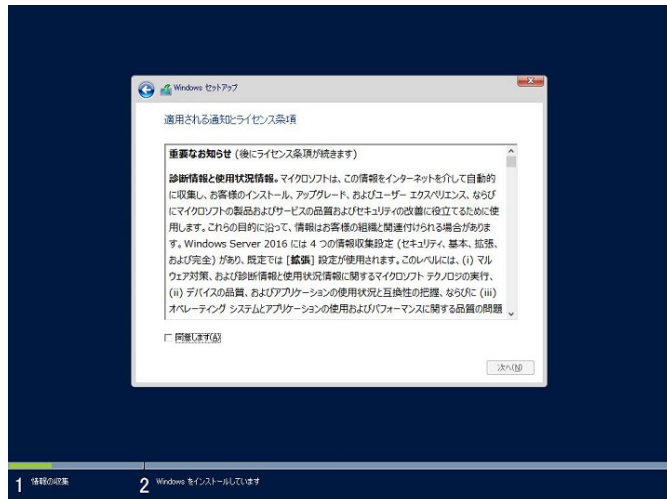 Windows セットアップ
適用される通知とライセンス条項
重要なお知らせ (後にライセンス条項が続きます)
診断情報と使用状況情報。マイクロソフトは、この情報をインターネットを介して自動的
に収集し、お客様のインストール、アップグレード、およびユーザー エクスペリエンス、ならび
にマイクロソフトの製品およびサービスの品質およびセキュリティの改善に役立てるために使
用します。これらの目的に沿って、情報はお客様の組織と関連付けられる場合がありま
す。Windows Server 2016 には 4 つの情報収集設定 (セキュリティ、基本、拡張、
および完全) があり、既定では [拡張] 設定が使用されます。このレベルには、(i) マル
ウェア対策、および診断情報と使用状況情報に関するマイクロソフト テクノロジの実行、
(ii) デバイスの品質、およびアプリケーションの使用状況と互換性の把握、ならびに (iii)
オペレーティング システムとアプリケーションの使用およびパフォーマンスに関する品質の問題
同意します(A)
次へ(N)
1 情報の収集
2 Windows をインストールしています